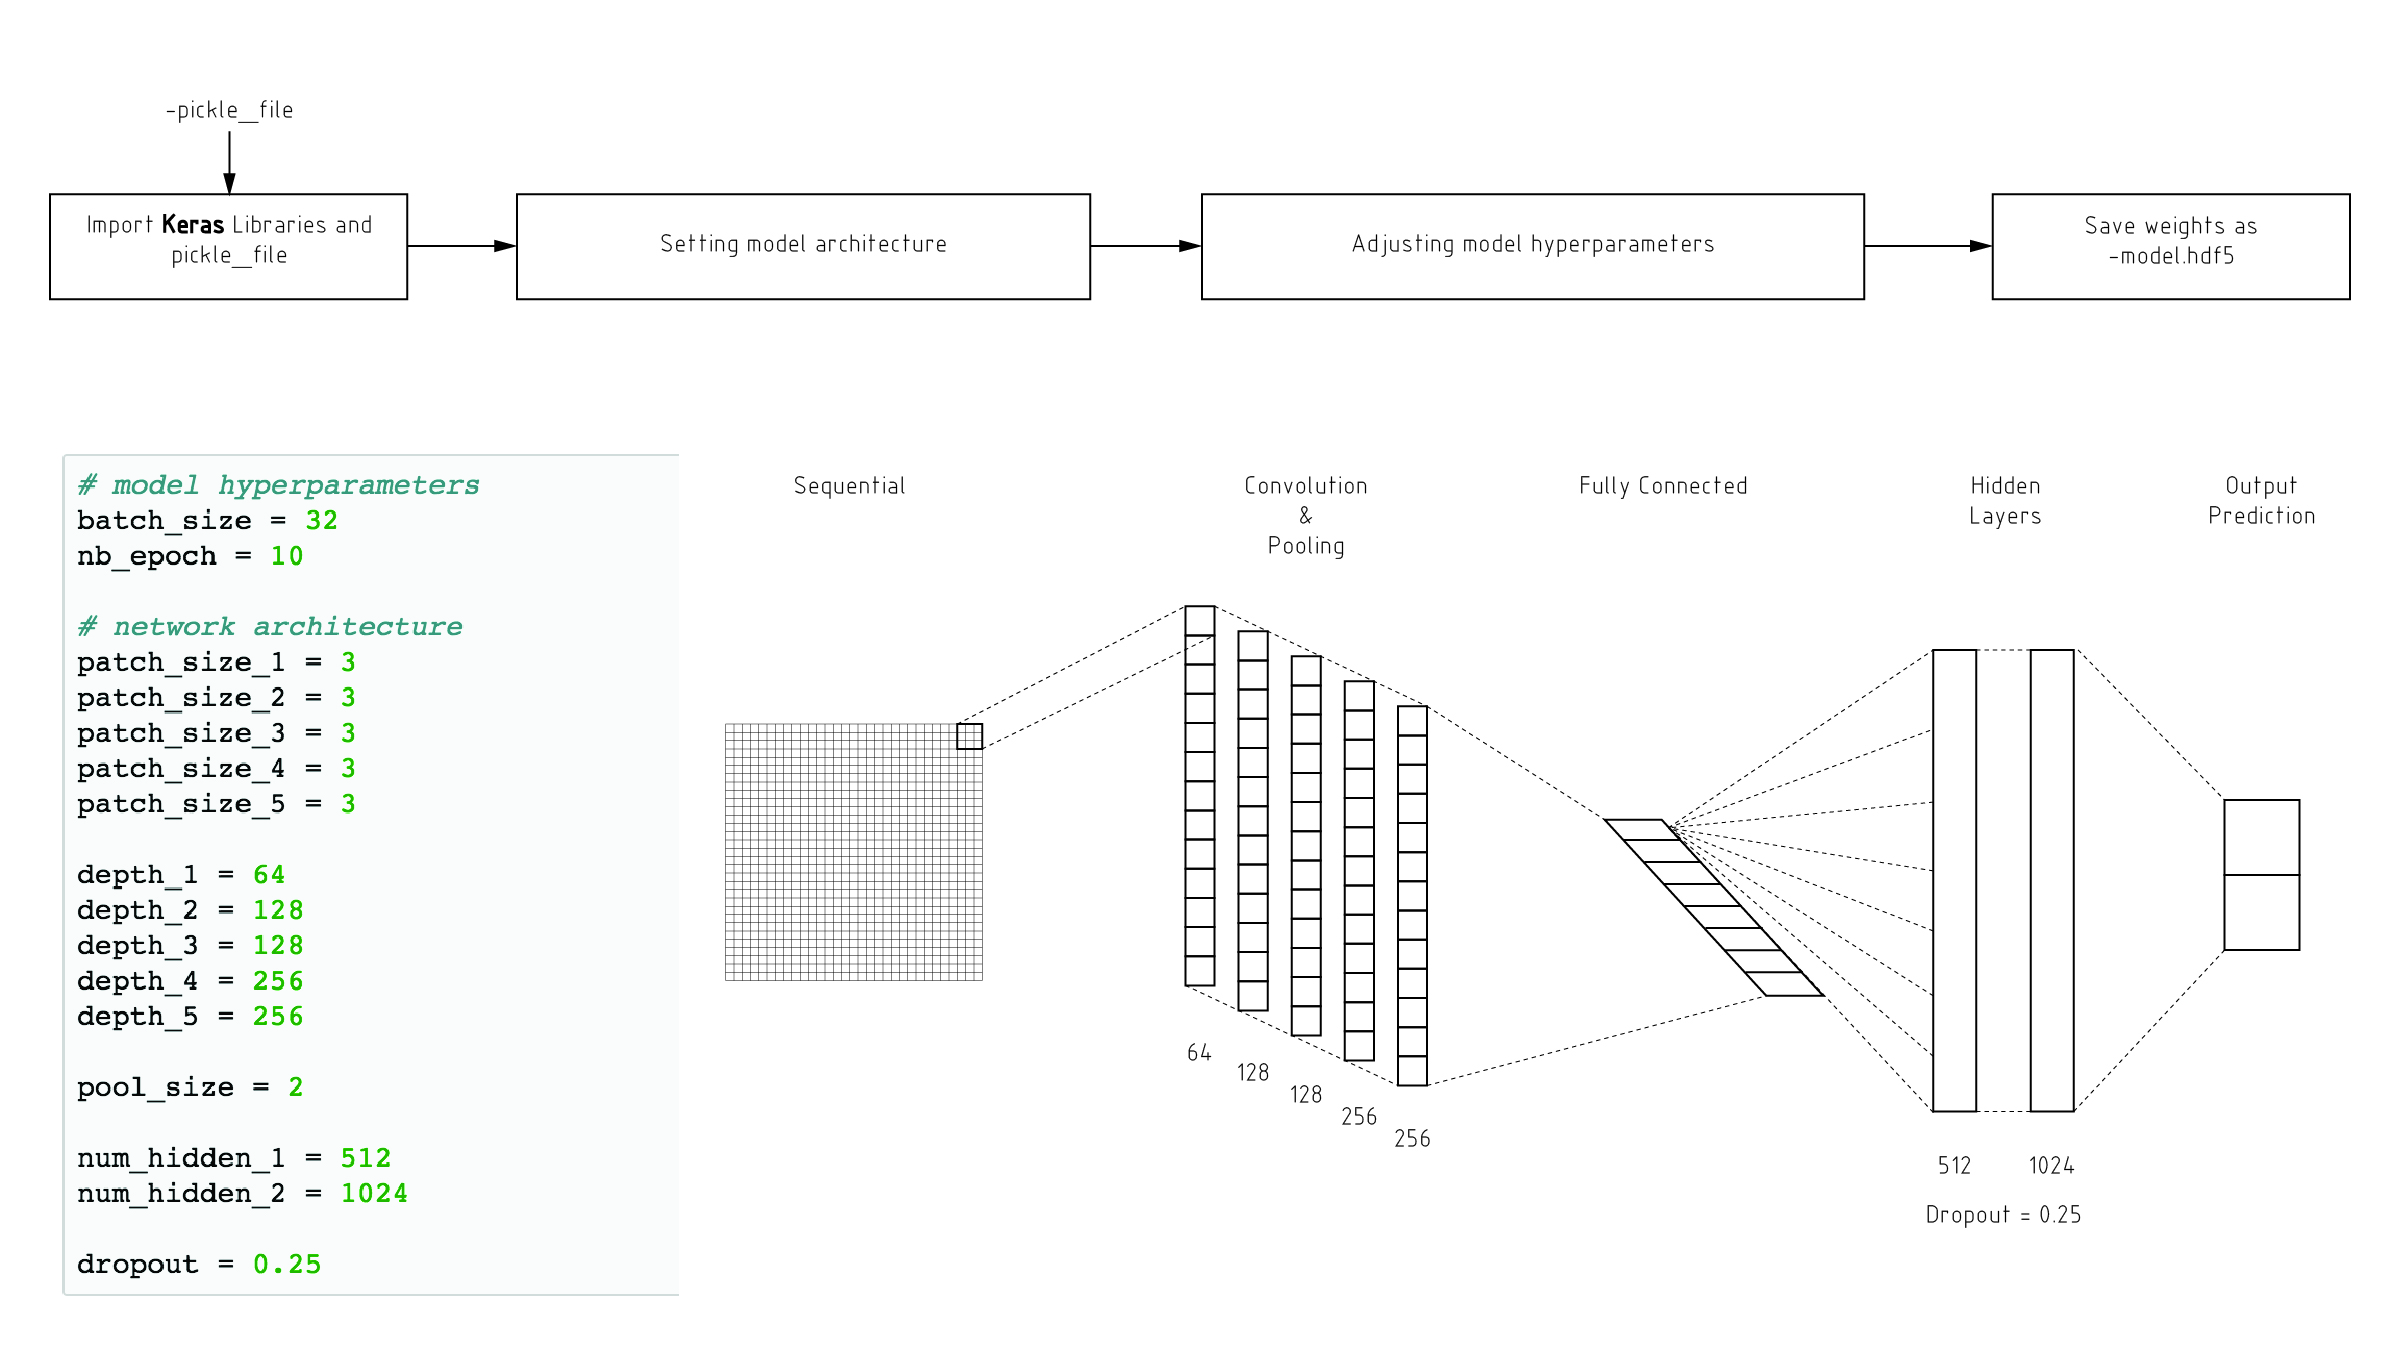 -pickle_file
Import Keras Libraries and
pickle_file
Setting model architecture
Adjusting model hyperparameters
Save weights as
-model.hdf5
# model hyperparameters
batch_size = 32
nb_epoch = 10
# network architecture
patch_size_1 = 3
patch_size_2 = 3
patch_size_3 = 3
patch_size_4 = 3
patch_size_5 = 3
depth_1 = 64
depth_2 = 128
depth_3 = 128
depth_4 = 256
depth_5 = 256
pool_size = 2
num_hidden_1 = 512
num_hidden_2 = 1024
dropout = 0.25
Sequential
Convolution
&
Pooling
Fully Connected
Hidden
Layers
Output
Prediction
64
128
128
256
256
512
1024
Dropout = 0.25